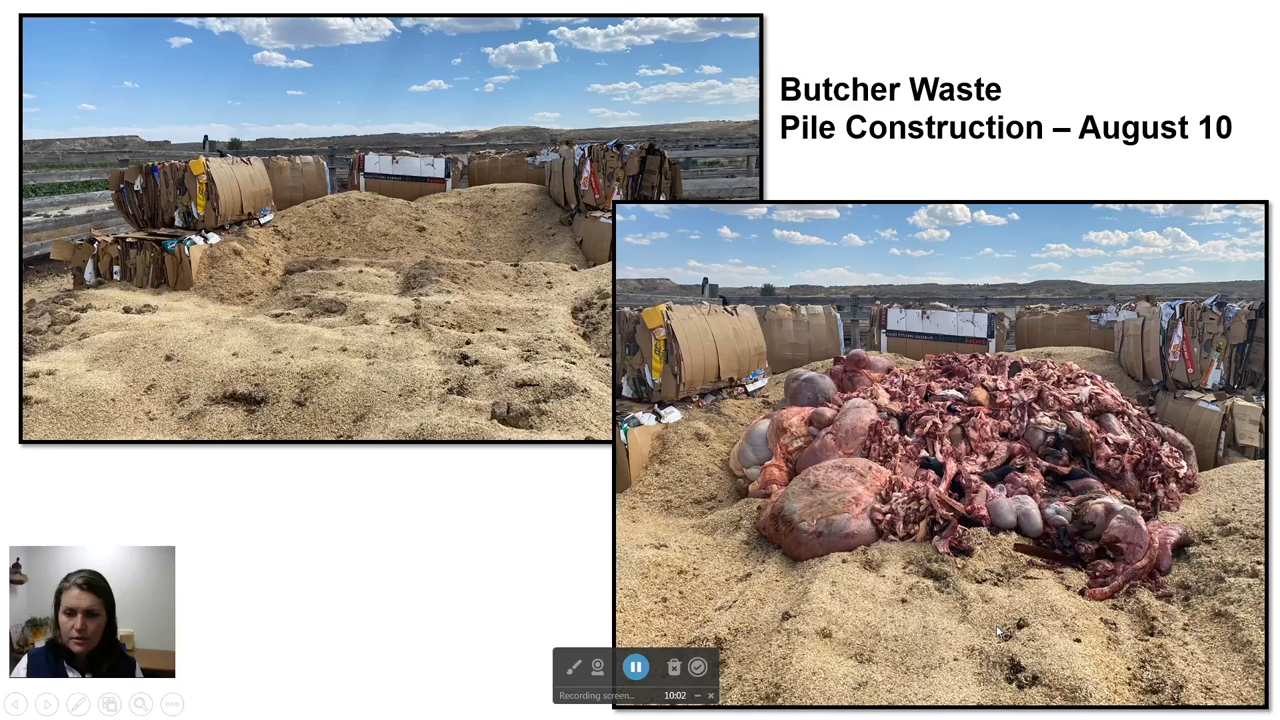 Butcher Waste
Pile Construction – August 10
Recording screen...
10:02